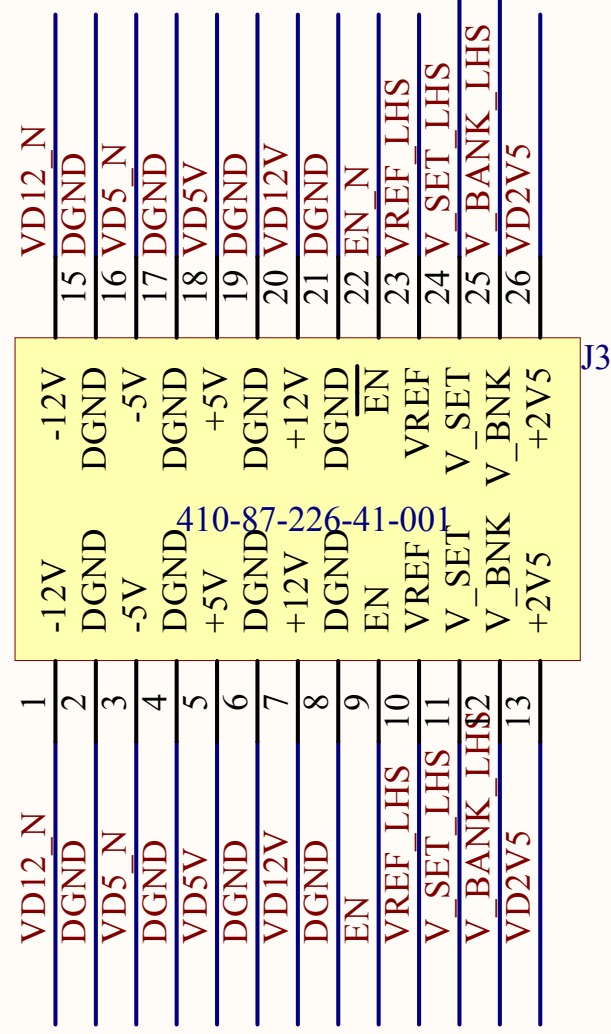 VD12_N
DGND
VD5_N
DGND
VD5V
DGND
VD12V
DGND
EN_N
VREF_LHS
V_SET_LHS
V_BANK_LHS
VD2V5
15
16
17
18
19
20
21
22
23
24
25
26
J3
-12V
DGND
-5V
DGND
+5V
DGND
+12V
DGND
EN
VREF
V_SET
V_BNK
+2V5
410-87-226-41-001
-12V
DGND
-5V
DGND
+5V
DGND
+12V
DGND
EN
VREF
V_SET
V_BNK
+2V5
1
2
3
4
5
6
7
8
9
10
11
12
13
VD12_N
DGND
VD5_N
DGND
VD5V
DGND
VD12V
DGND
EN
VREF_LHS
V_SET_LHS
V_BANK_LHS
VD2V5